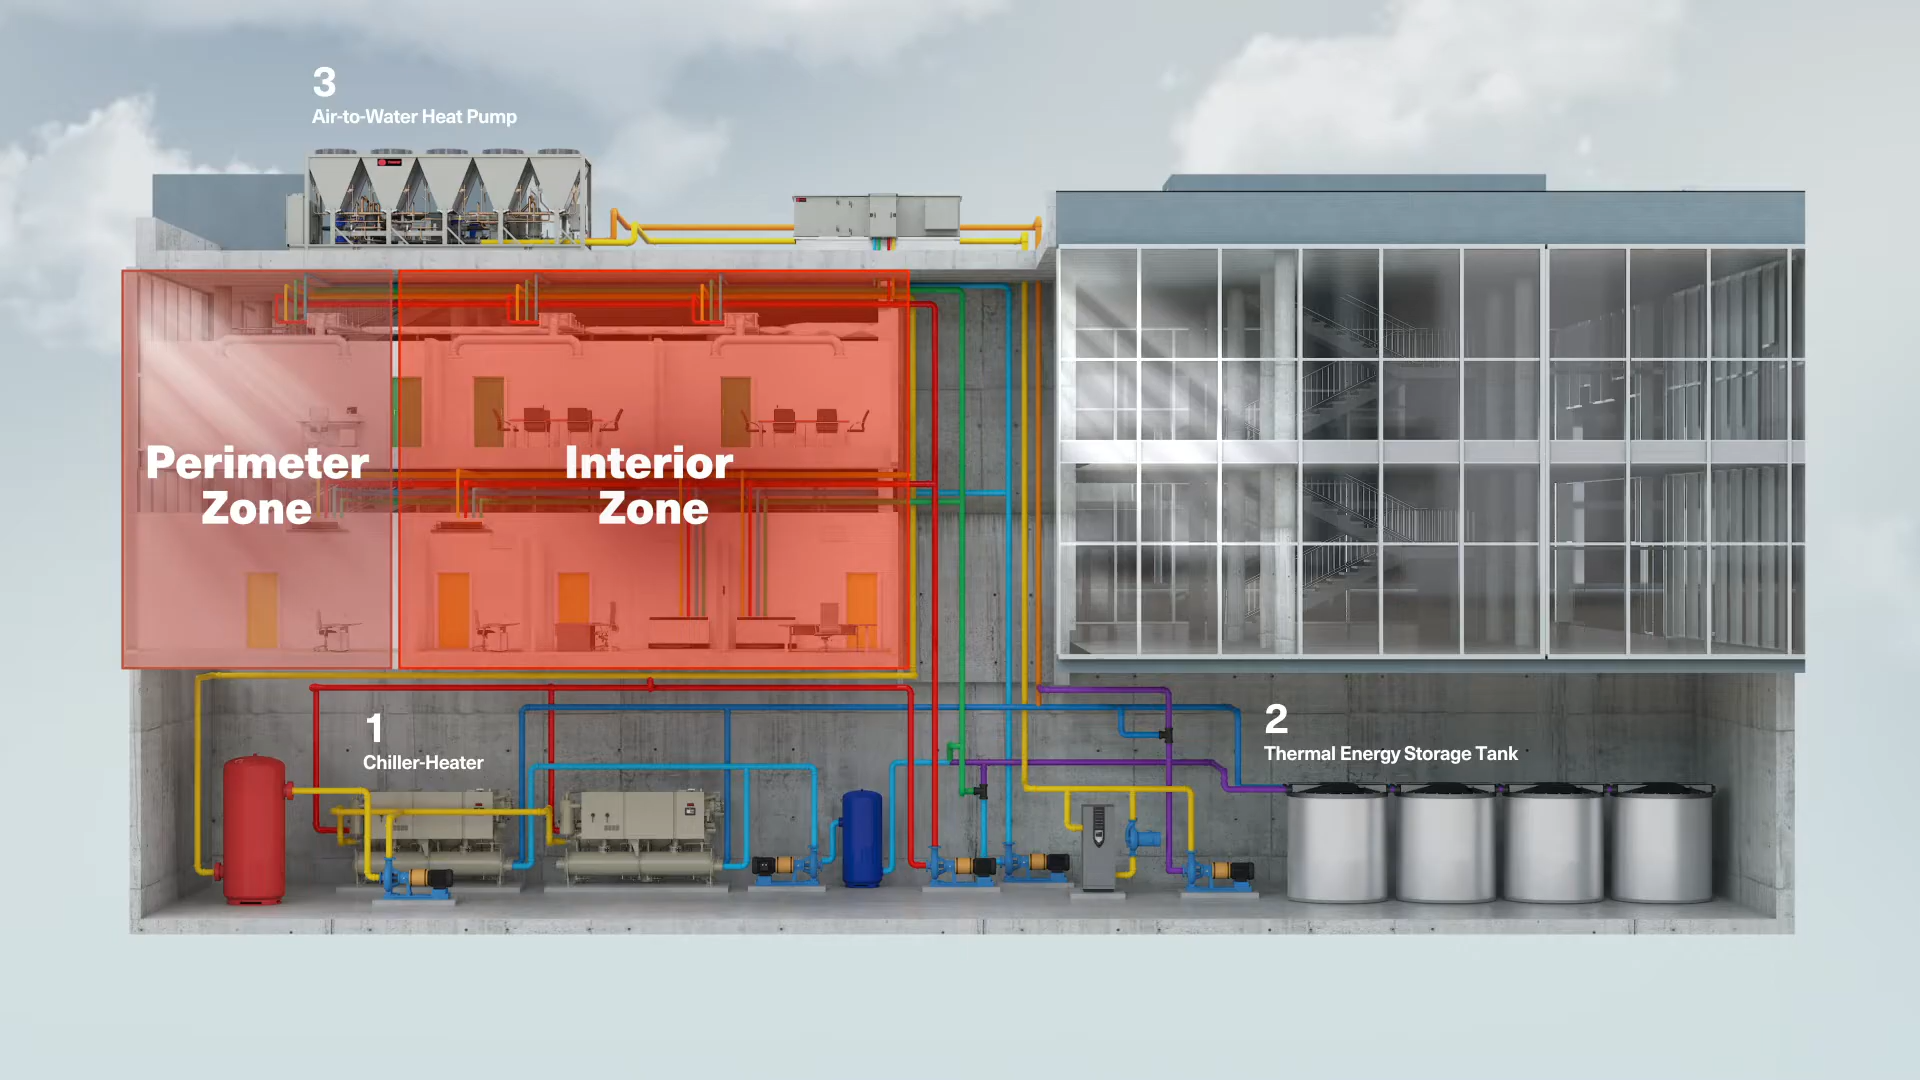 3
Air-to-Water Heat Pump
Perimeter
Zone
Interior
Zone
1
Chiller-Heater
2
Thermal Energy Storage Tank